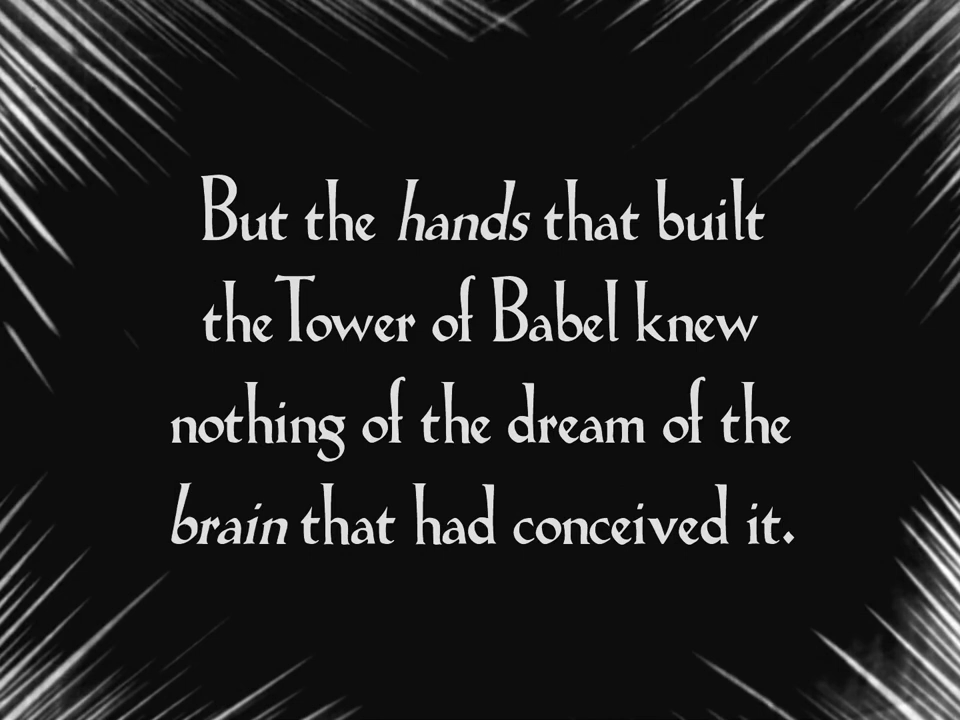 But the hands that built
the Tower of Babel knew
nothing of the dream of the
brain that had conceived it.